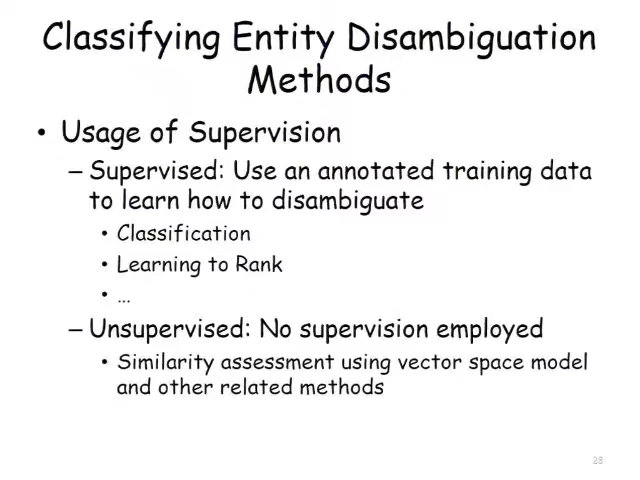 Classifying Entity Disambiguation
Methods
• Usage of Supervision
– Supervised: Use an annotated training data
to learn how to disambiguate
• Classification
• Learning to Rank
• …
– Unsupervised: No supervision employed
• Similarity assessment using vector space model
and other related methods
28